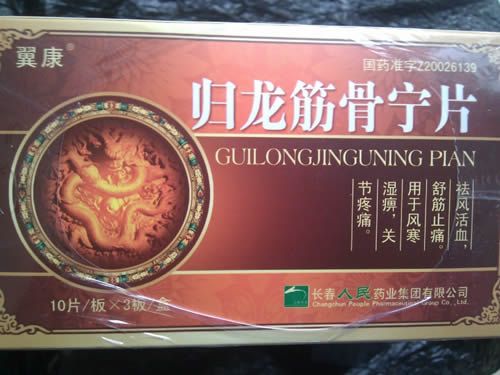 翼康®
国药准字Z20026139
归龙筋骨宁片
GUILONGJINGUNING PIAN
祛风活血,
舒筋止痛。
用于风寒
湿痹,关
节疼痛。
10片/板×3板/盒
长春人民药业集团有限公司
Changchun People Pharmaceutical Group Co., Ltd.